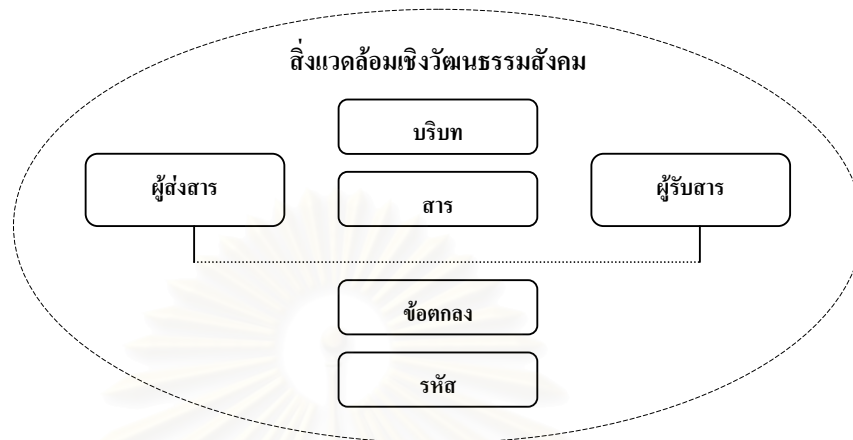 สิ่งแวดล้อมเชิงวัฒนธรรมสังคม
บริบท
ผู้ส่งสาร
สาร
ผู้รับสาร
ข้อตกลง
รหัส